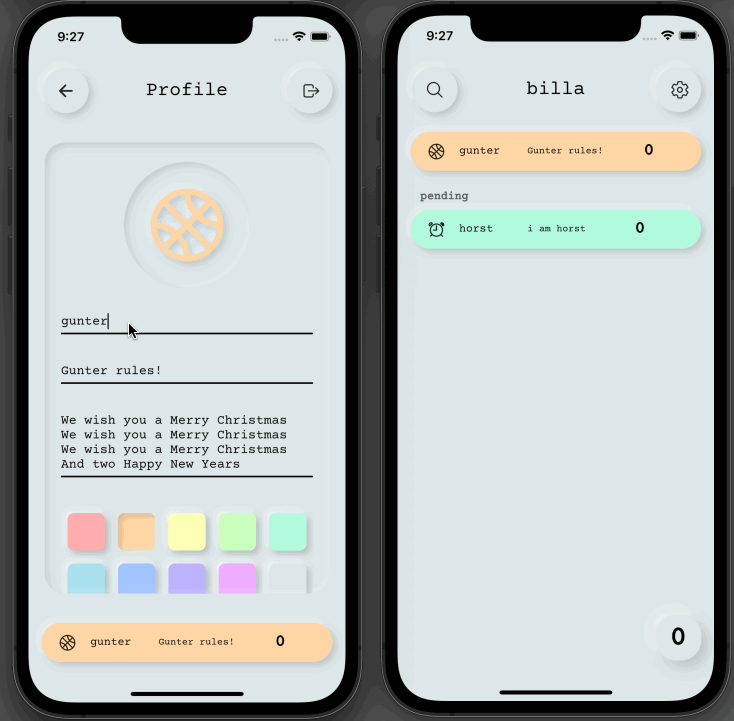 9:27
Profile
gunter
Gunter rules!
We wish you a Merry Christmas
We wish you a Merry Christmas
We wish you a Merry Christmas
And two Happy New Years
gunter Gunter rules! 0
9:27
billa
gunter Gunter rules! 0
pending
horst i am horst 0
0